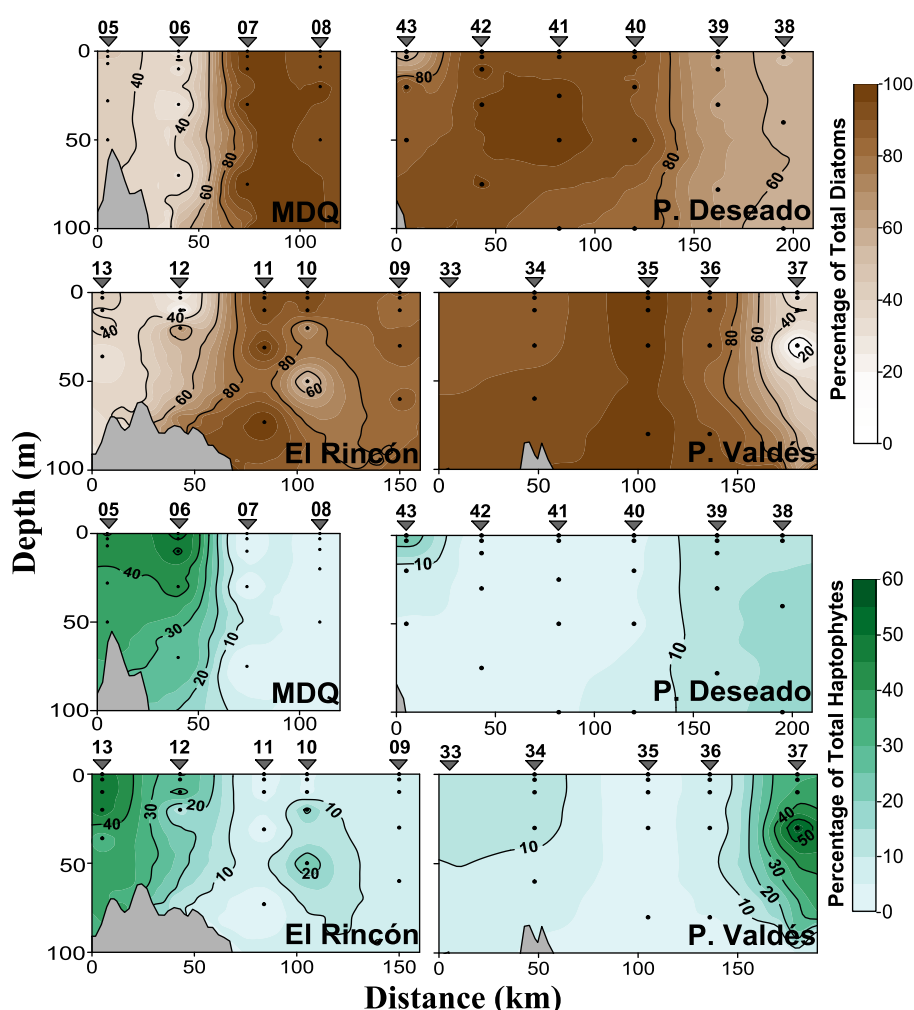 05 06 07 08 43 42 41 40 39 38
0 40 40 60 80 50 100 MDQ 80 80 60 P. Deseado
0 50 100 0 50 100 150 200
13 12 11 10 09 33 34 35 36 37
0 40 40 60 80 80 60 50 100 El Rincón 80 60 40 20 P. Valdés
0 50 100 150 0 50 100 150
100 80 60 40 20 0
Percentage of Total Diatoms
Depth (m)
05 06 07 08 43 42 41 40 39 38
0 40 30 20 10 50 100 MDQ 10 10 P. Deseado
0 50 100 0 50 100 150 200
13 12 11 10 09 33 34 35 36 37
0 40 30 20 10 10 20 50 100 El Rincón 10 10 20 30 40 50 P. Valdés
0 50 100 150 0 50 100 150
60 50 40 30 20 10 0
Percentage of Total Haptophytes
Distance (km)